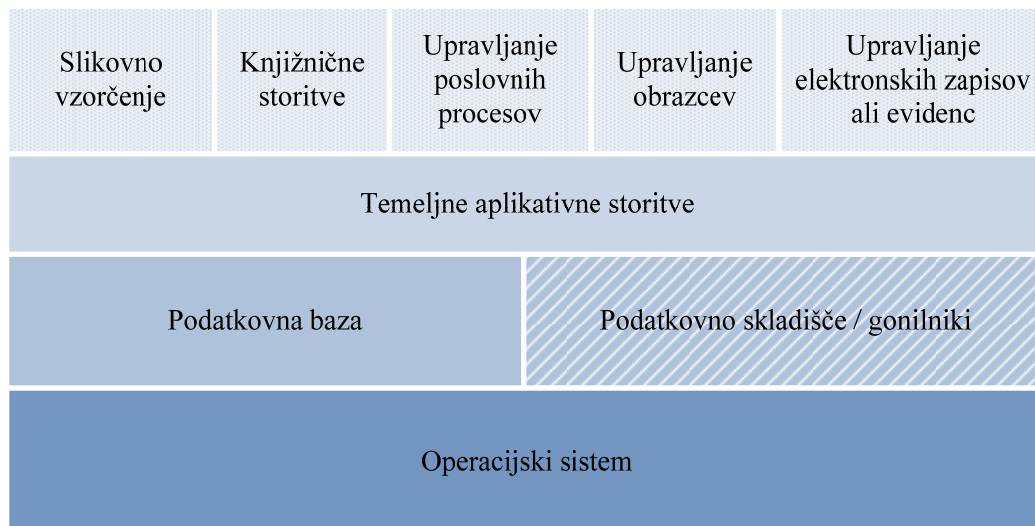 Slikovno
vzorčenje
Knjižnične
storitve
Upravljanje
poslovnih
procesov
Upravljanje
obrazcev
Upravljanje
elektronskih zapisov
ali evidenc
Temeljne aplikativne storitve
Podatkovna baza
Podatkovno skladišče / gonilniki
Operacijski sistem